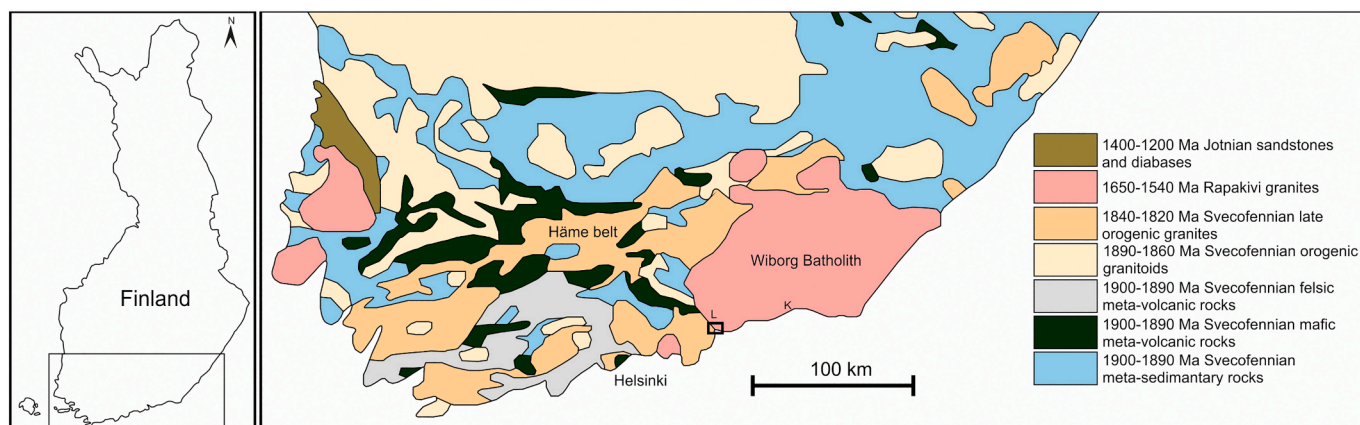 N
Finland
Häme belt
Wiborg Batholith
L
K
Helsinki
100 km
1400-1200 Ma Jotnian sandstones
and diabases
1650-1540 Ma Rapakivi granites
1840-1820 Ma Svecofennian late
orogenic granites
1890-1860 Ma Svecofennian orogenic
granitoids
1900-1890 Ma Svecofennian felsic
meta-volcanic rocks
1900-1890 Ma Svecofennian mafic
meta-volcanic rocks
1900-1890 Ma Svecofennian
meta-sedimantary rocks